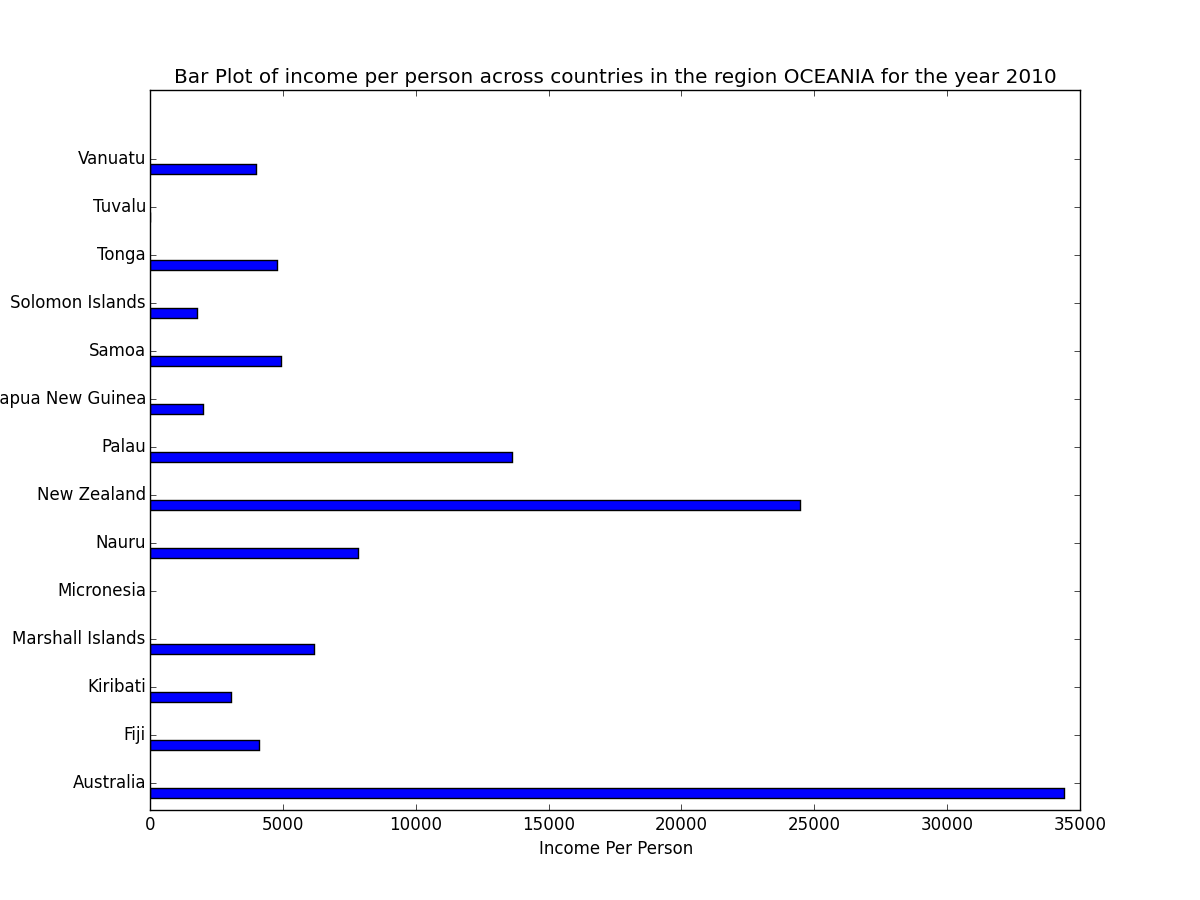 Bar Plot of income per person across countries in the region OCEANIA for the year 2010
Vanuatu
Tuvalu
Tonga
Solomon Islands
Samoa
apua New Guinea
Palau
New Zealand
Nauru
Micronesia
Marshall Islands
Kiribati
Fiji
Australia
0 5000 10000 15000 20000 25000 30000 35000
Income Per Person